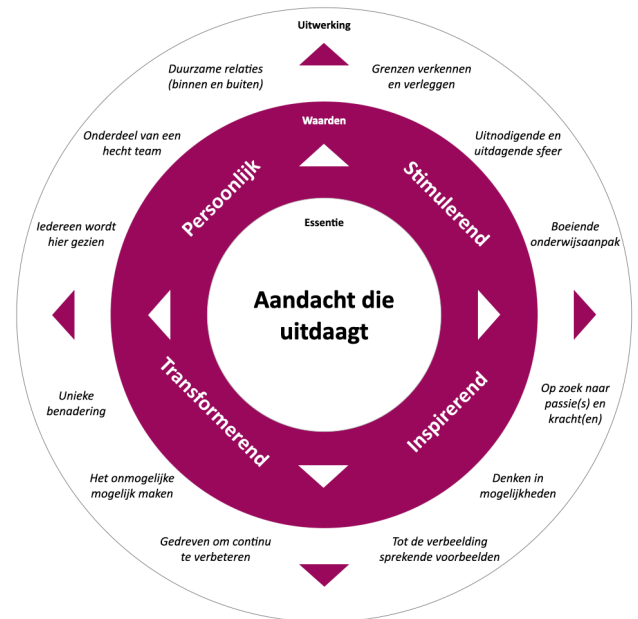 Uitwerking
Duurzame relaties
(binnen en buiten)
Grenzen verkennen
en verleggen
Onderdeel van een
hecht team
Waarden
Uitnodigende en
uitdagende sfeer
Persoonlijk
Stimulerend
Iedereen wordt
hier gezien
Essentie
Boeiende
onderwijsaanpak
Aandacht die
uitdaagt
Unieke
benadering
Transformerend
Inspirerend
Op zoek naar
passie(s) en
kracht(en)
Het onmogelijke
mogelijk maken
Denken in
mogelijkheden
Gedreven om continu
te verbeteren
Tot de verbeelding
sprekende voorbeelden